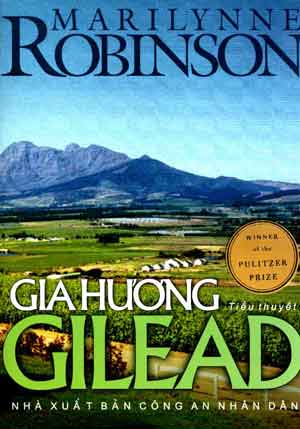 MARILYNNE
ROBINSON
WINNER
of the
PULITZER
PRIZE
GIA HƯƠNG
Tiểu thuyết
GILEAD
NHÀ XUẤT BẢN CÔNG AN NHÂN DÂN